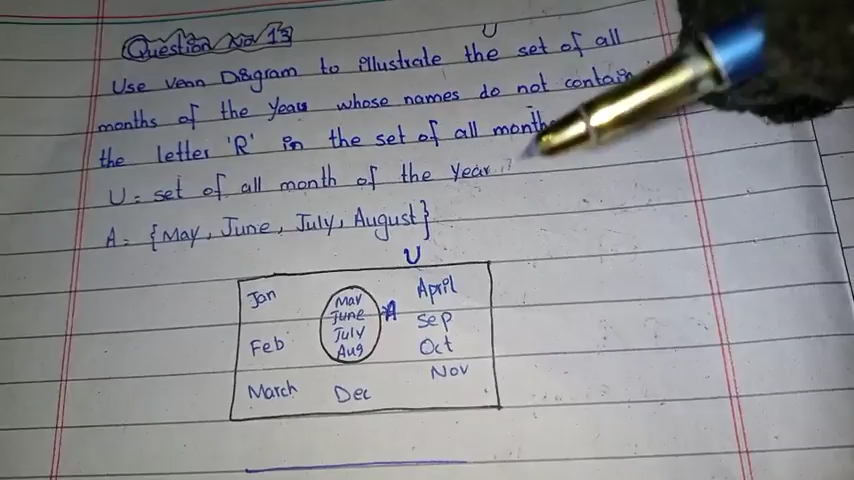 Question No 13
U
Use Venn Diagram to illustrate the set of all
months of the Year whose names do not contain
the letter 'R' in the set of all months
U = set of all month of the Year
A = {May, June, July, August}
U
Jan May April
June A Sep
Feb July Oct
Aug Nov
March Dec